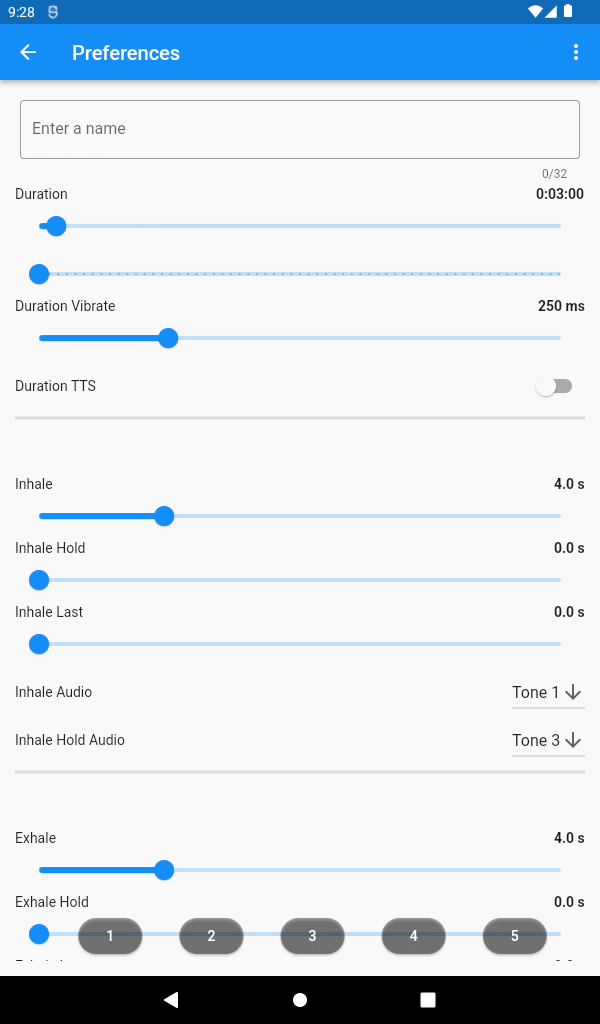 9:28
Preferences
Enter a name
0/32
Duration 0:03:00
Duration Vibrate 250 ms
Duration TTS
Inhale 4.0 s
Inhale Hold 0.0 s
Inhale Last 0.0 s
Inhale Audio Tone 1
Inhale Hold Audio Tone 3
Exhale 4.0 s
Exhale Hold 0.0 s
1 2 3 4 5